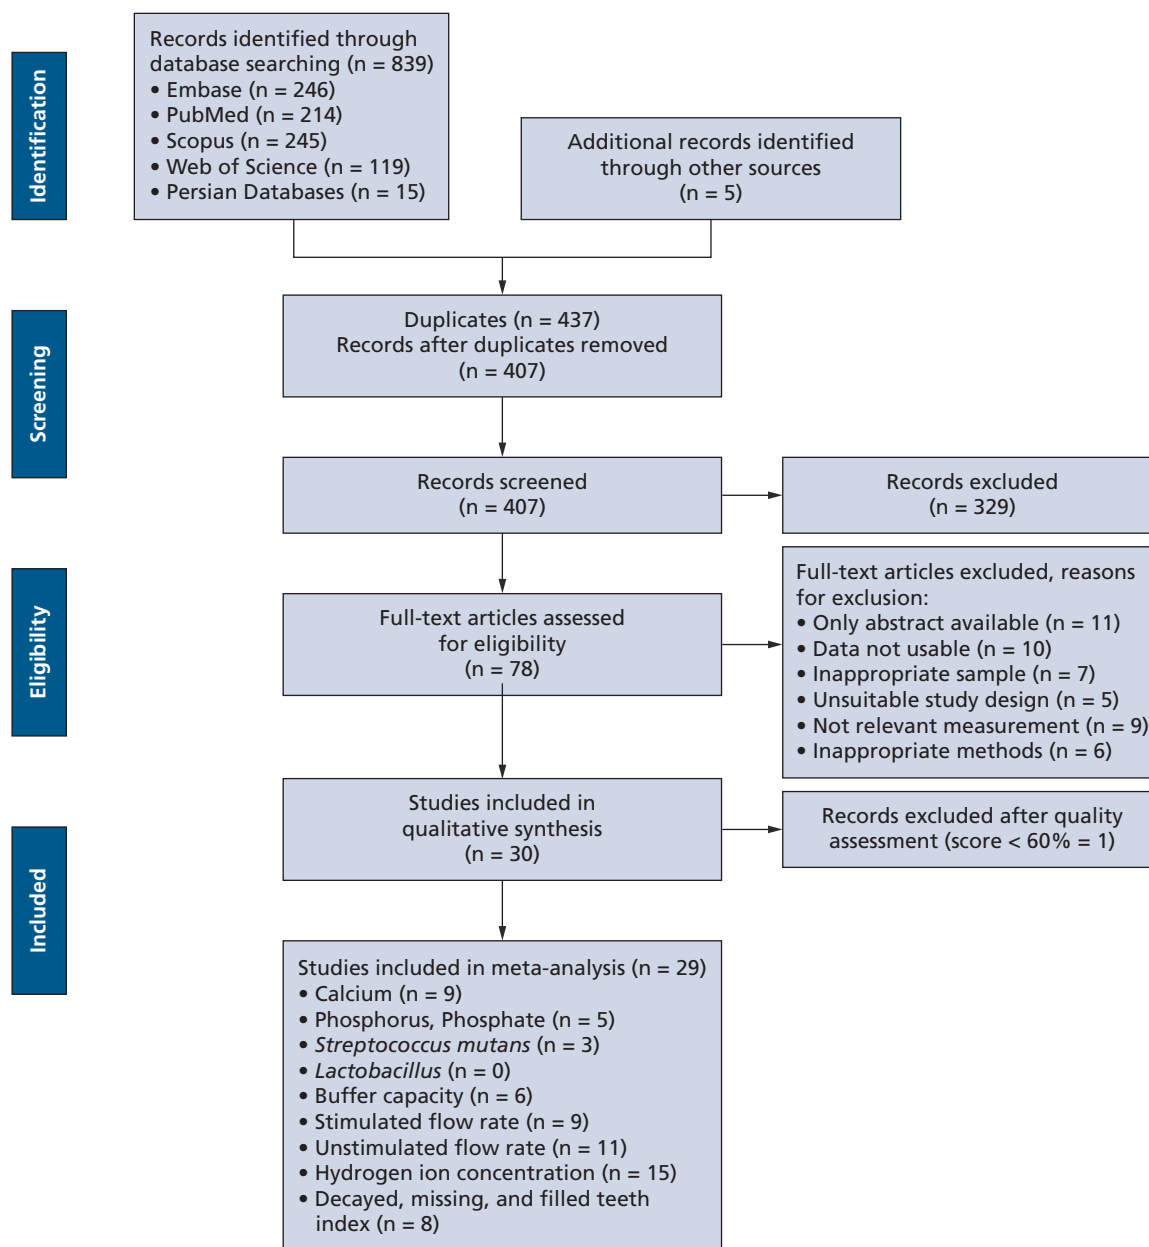 Identification
Records identified through
database searching (n = 839)
• Embase (n = 246)
• PubMed (n = 214)
• Scopus (n = 245)
• Web of Science (n = 119)
• Persian Databases (n = 15)
Additional records identified
through other sources
(n = 5)
Screening
Duplicates (n = 437)
Records after duplicates removed
(n = 407)
Records screened
(n = 407)
Records excluded
(n = 329)
Eligibility
Full-text articles assessed
for eligibility
(n = 78)
Full-text articles excluded, reasons
for exclusion:
• Only abstract available (n = 11)
• Data not usable (n = 10)
• Inappropriate sample (n = 7)
• Unsuitable study design (n = 5)
• Not relevant measurement (n = 9)
• Inappropriate methods (n = 6)
Included
Studies included in
qualitative synthesis
(n = 30)
Records excluded after quality
assessment (score < 60% = 1)
Studies included in meta-analysis (n = 29)
• Calcium (n = 9)
• Phosphorus, Phosphate (n = 5)
• Streptococcus mutans (n = 3)
• Lactobacillus (n = 0)
• Buffer capacity (n = 6)
• Stimulated flow rate (n = 9)
• Unstimulated flow rate (n = 11)
• Hydrogen ion concentration (n = 15)
• Decayed, missing, and filled teeth
index (n = 8)